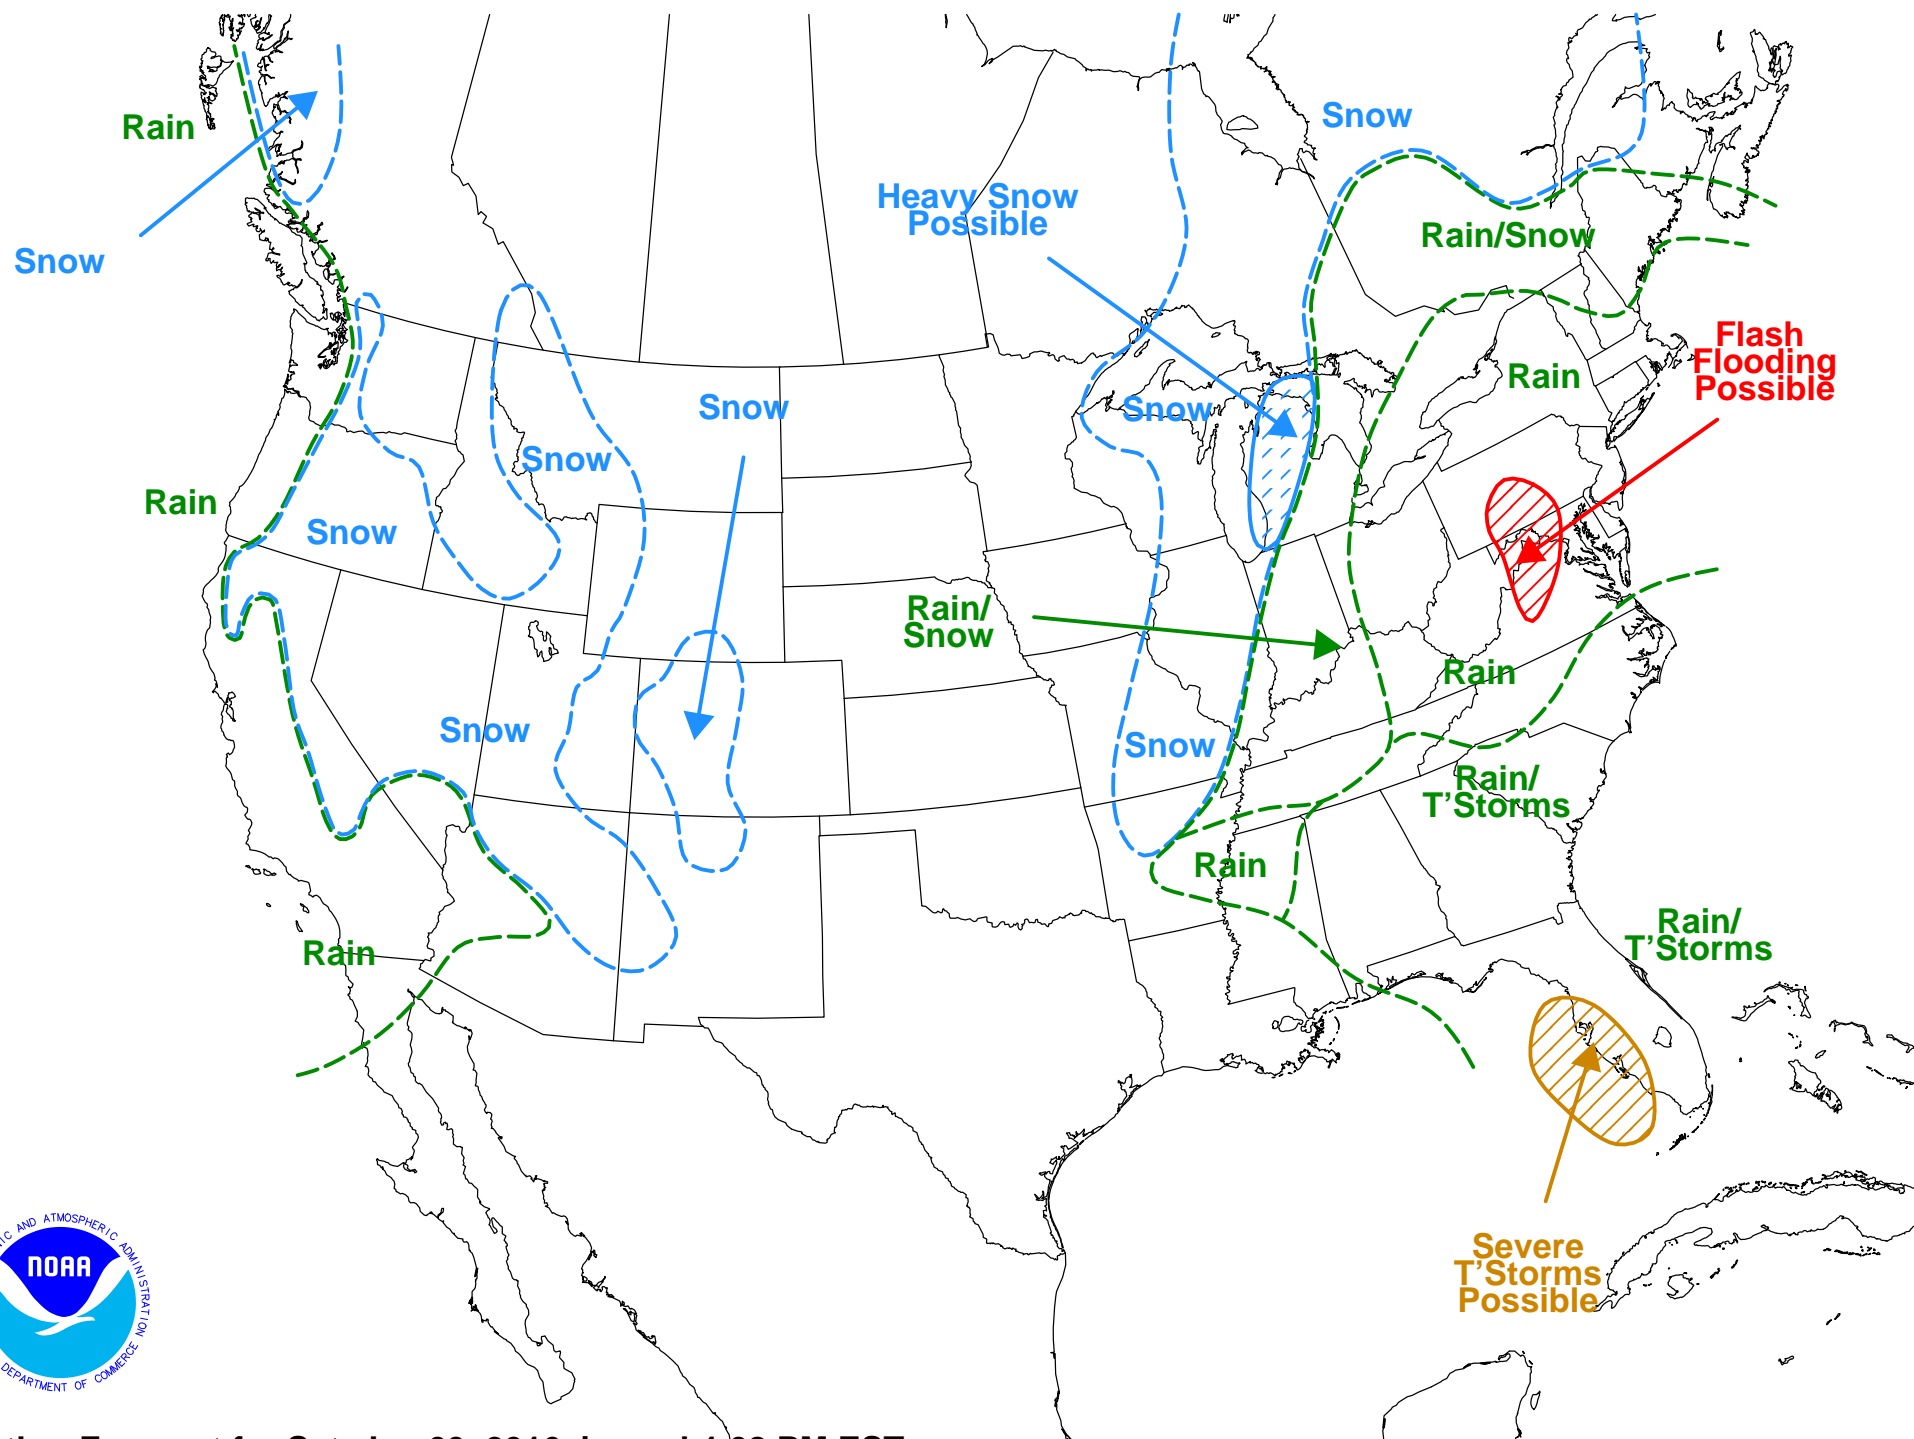 Snow
Rain
Heavy Snow
Possible
Rain/Snow
Snow
Flash
Flooding
Possible
Rain
Snow
Snow
Snow
Rain
Snow
Rain/
Snow
Rain
Snow
Snow
Rain/
T'Storms
Rain
Rain/
T'Storms
Rain
Severe
T'Storms
Possible
NOAA
AND ATMOSPHERIC ADMINISTRATION
DEPARTMENT OF COMMERCE